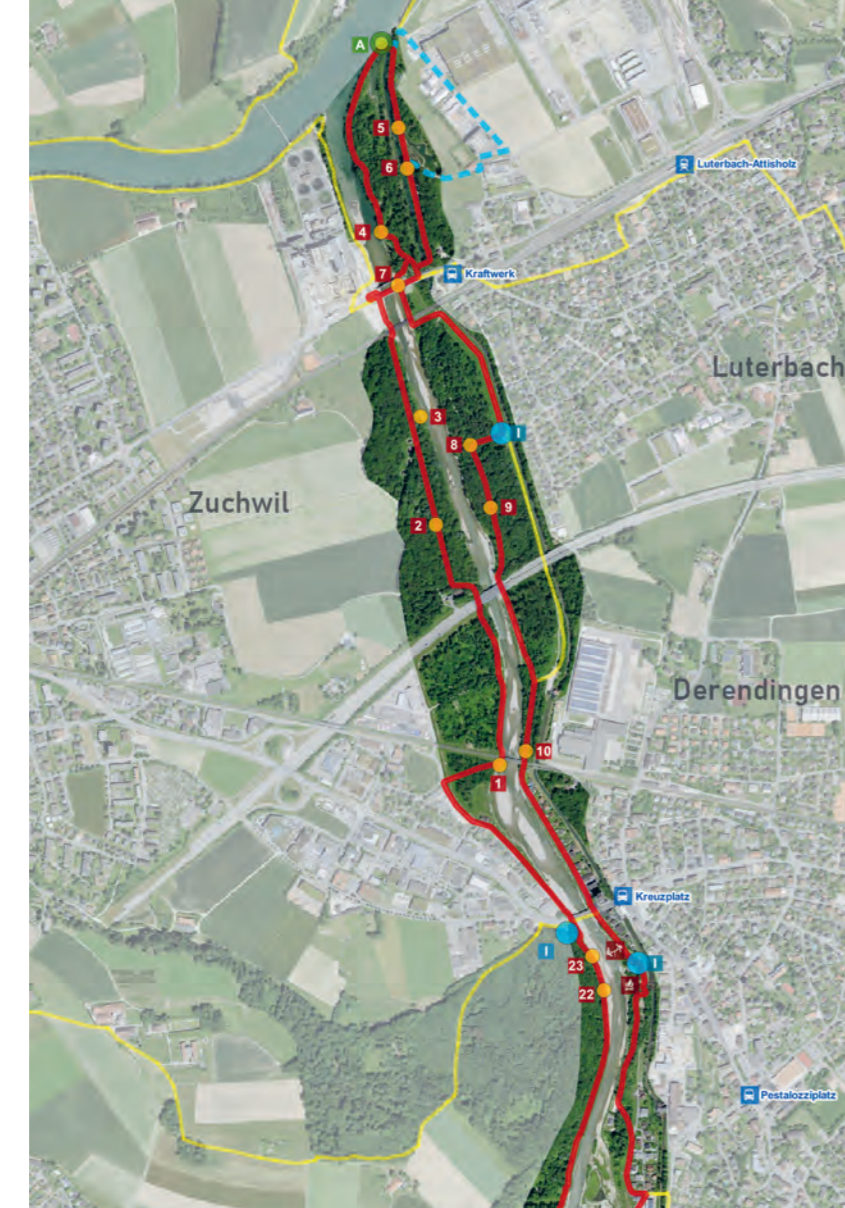 A
5
6
Luterbach-Attisholz
4
7
Kraftwerk
Luterbach
3
I
8
Zuchwil
9
2
Derendingen
10
1
Kreuzplatz
I
23
I
22
Pestalozziplatz